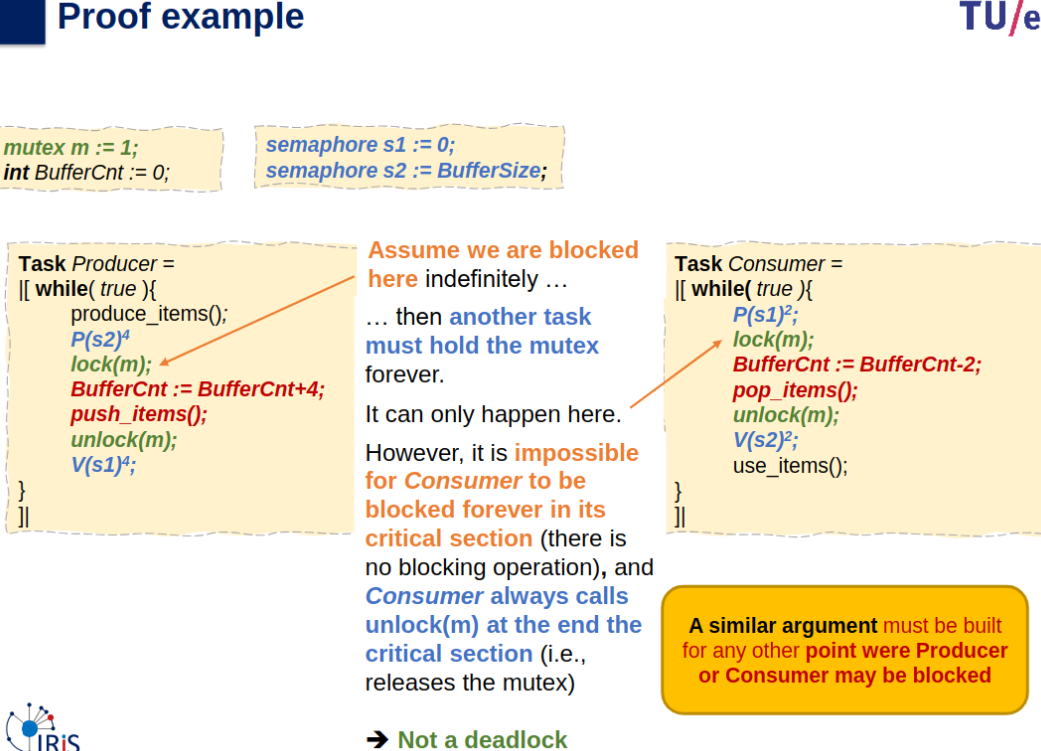 Proof example
TU/e
mutex m := 1;
int BufferCnt := 0;
semaphore s1 := 0;
semaphore s2 := BufferSize;
Task Producer =
|[ while( true ){
produce_items();
P(s2)⁴
lock(m);
BufferCnt := BufferCnt+4;
push_items();
unlock(m);
V(s1)⁴;
}
]|
Assume we are blocked
here indefinitely …
… then another task
must hold the mutex
forever.
It can only happen here.
However, it is impossible
for Consumer to be
blocked forever in its
critical section (there is
no blocking operation), and
Consumer always calls
unlock(m) at the end the
critical section (i.e.,
releases the mutex)
➔ Not a deadlock
Task Consumer =
|[ while( true ){
P(s1)²;
lock(m);
BufferCnt := BufferCnt-2;
pop_items();
unlock(m);
V(s2)²;
use_items();
}
]|
A similar argument must be built
for any other point were Producer
or Consumer may be blocked
IRiS